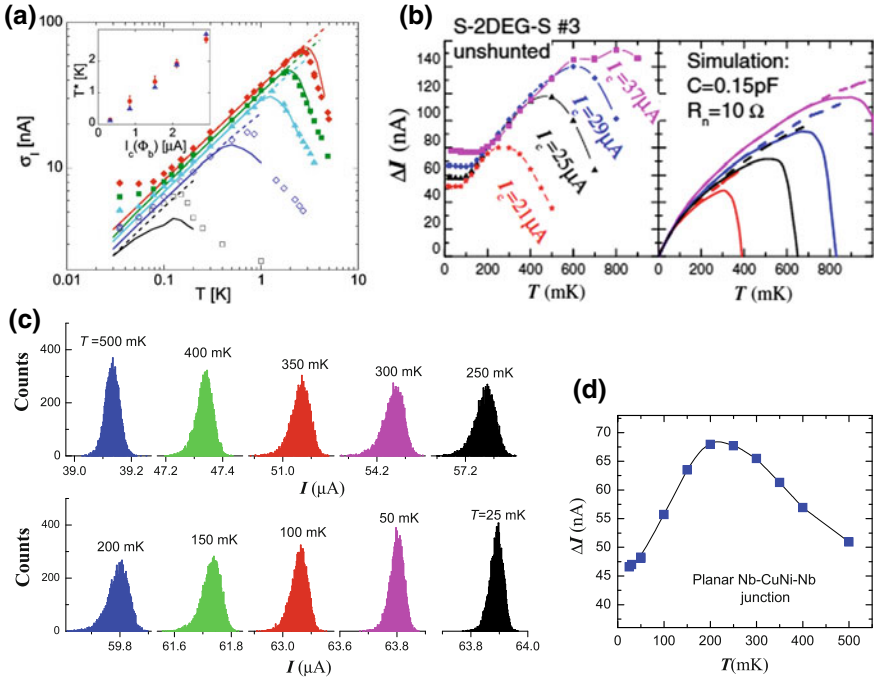 (a)
σI [nA]
100
10
0.01
0.1
1
10
T [K]
T* [K]
3
2
1
0
0
1
2
Ic(Φb) [μA]
(b)
S-2DEG-S #3
unshunted
ΔI (nA)
140
120
100
80
60
40
20
0
Ic=37μA
Ic=29μA
Ic=25μA
Ic=21μA
0
200
400
600
800
T (mK)
Simulation:
C=0.15pF
Rn=10 Ω
200
400
600
800
T (mK)
(c)
Counts
400
200
0
T=500 mK
400 mK
350 mK
300 mK
250 mK
39.0
39.2
47.2
47.4
51.0
54.2
57.2
I (μA)
Counts
400
200
0
200 mK
150 mK
100 mK
50 mK
T=25 mK
59.8
61.6
61.8
63.0
63.6
63.8
63.8
64.0
I (μA)
(d)
ΔI (nA)
70
65
60
55
50
45
40
Planar Nb-CuNi-Nb
junction
0
100
200
300
400
500
T(mK)